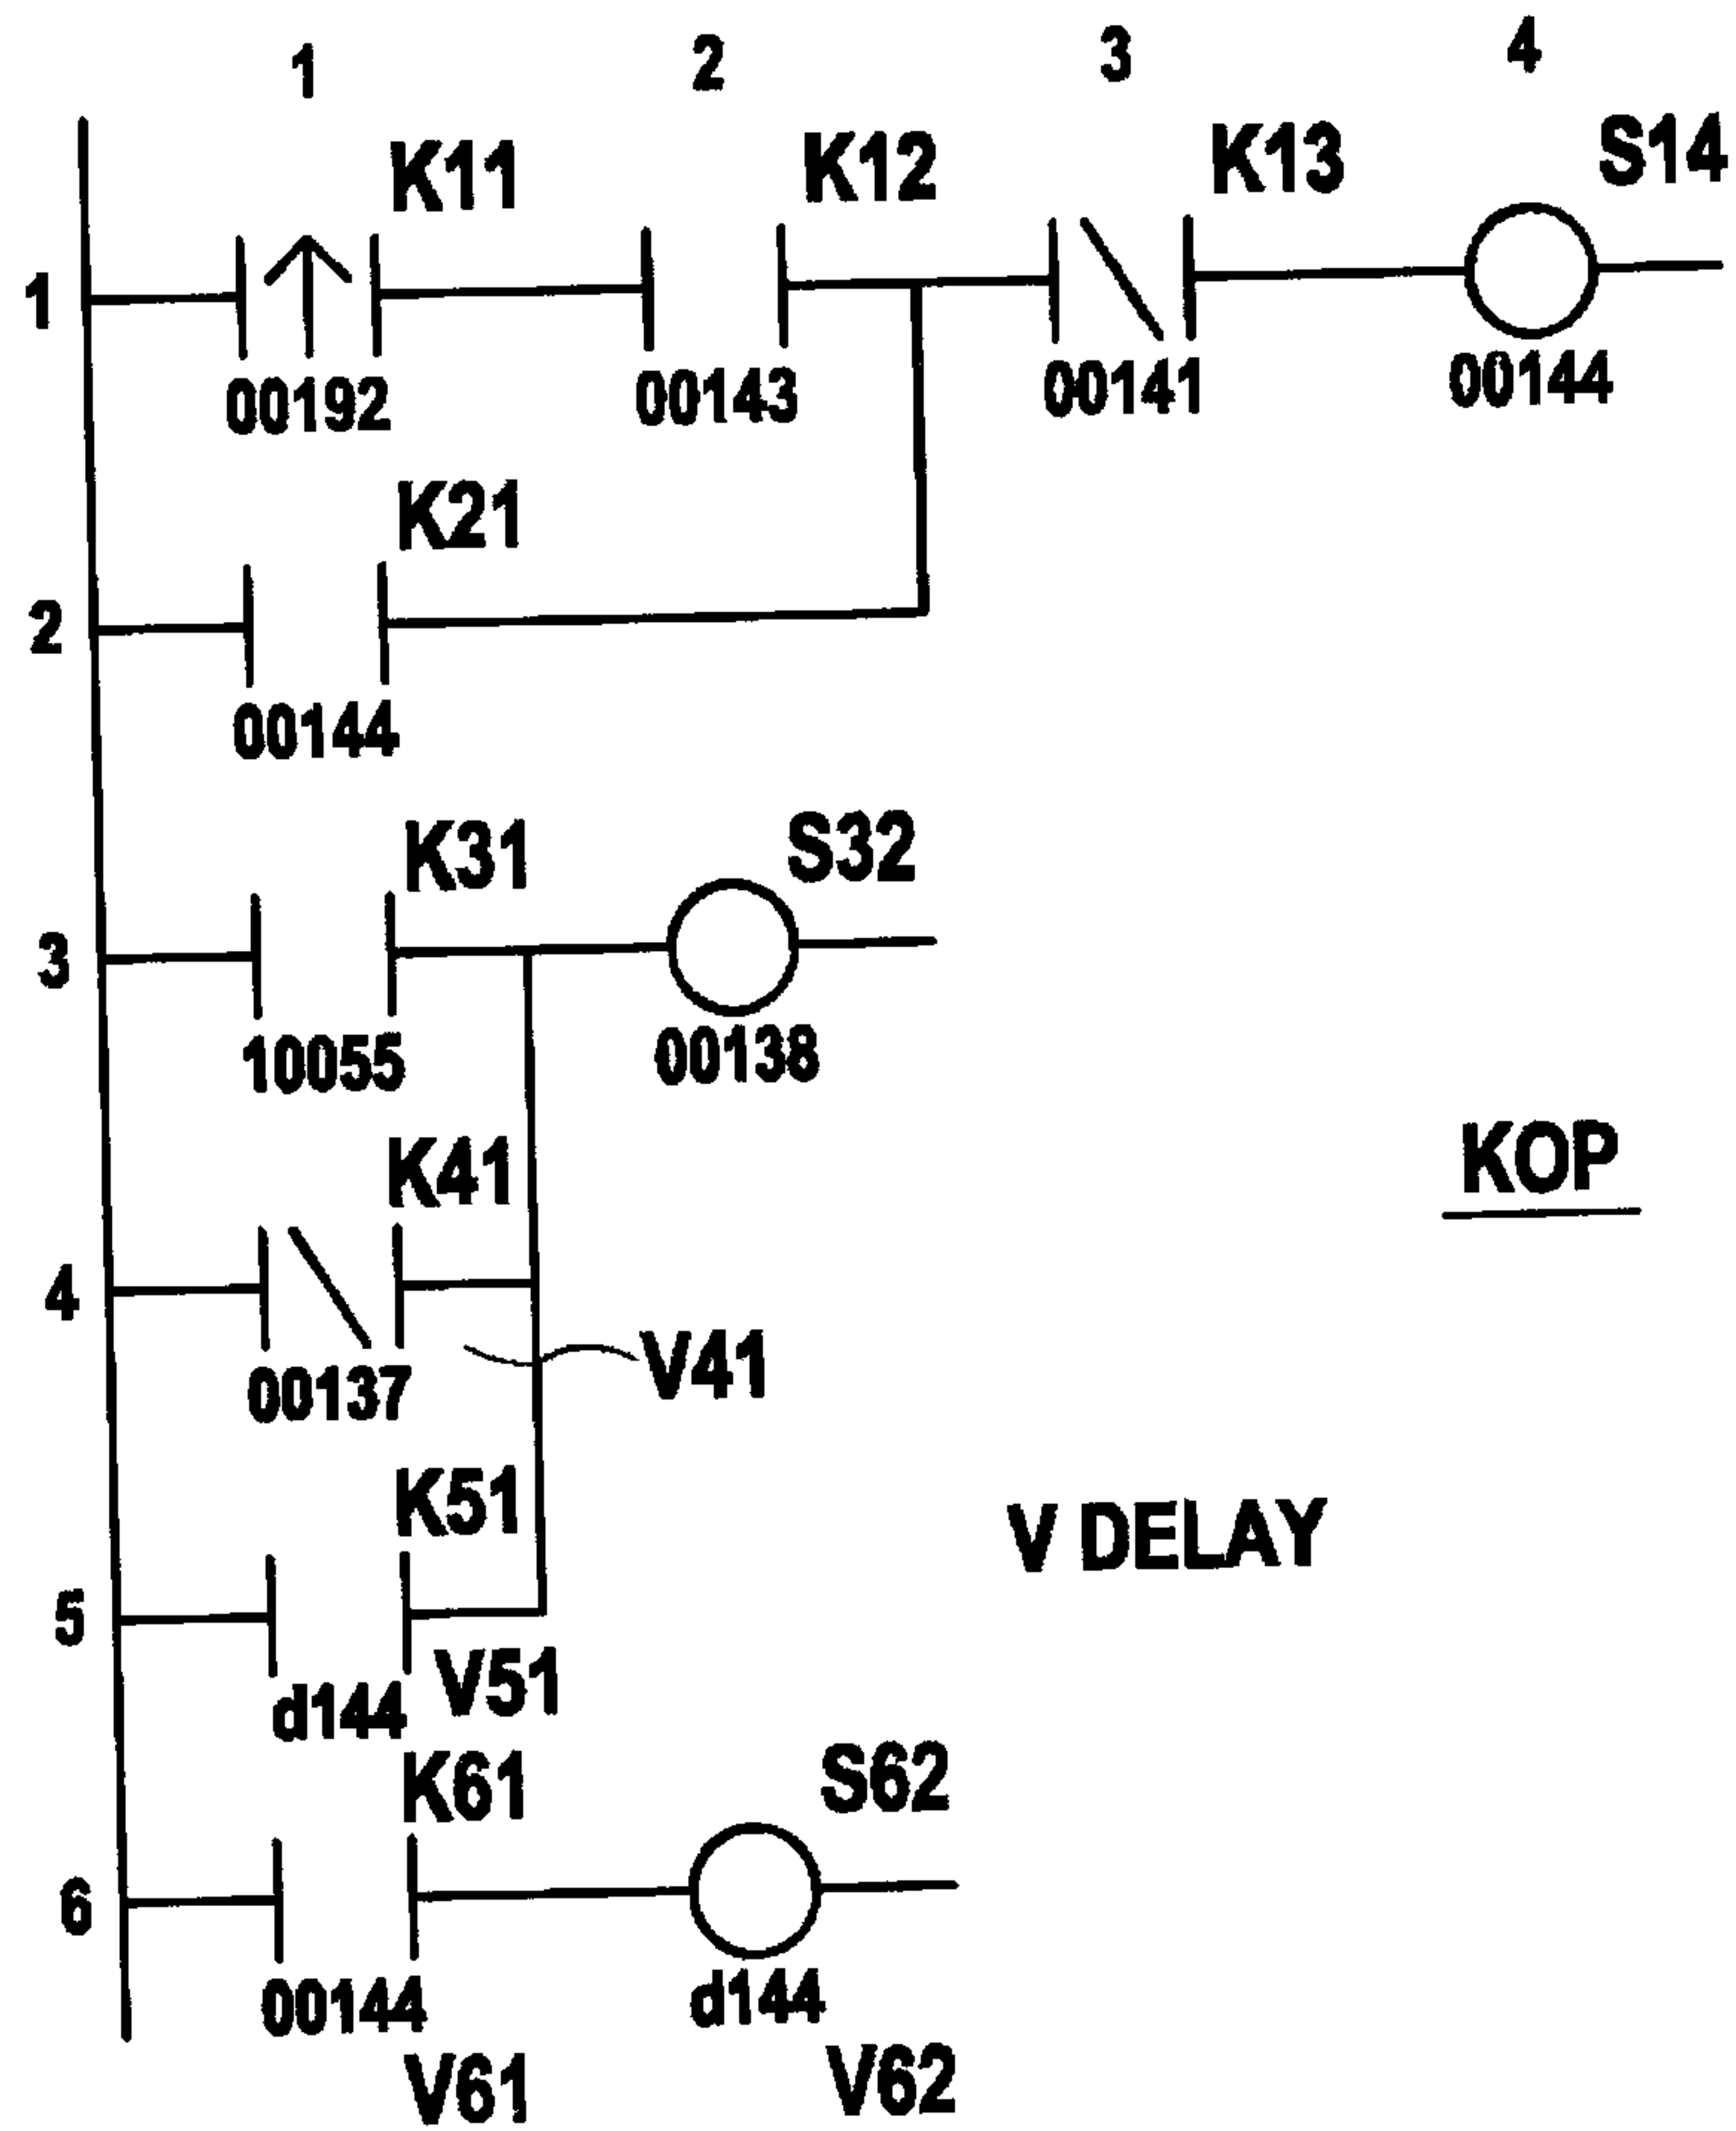 1 2 3 4
K11 K12 K13 S14
1
00192 00143 00141 00144
K21
2
00144
K31 S32
3
10055 00138
K41
KOP
4
V41
00137
K51
V DELAY
5
V51
d144
K61 S62
6
00144 d144
V61 V62